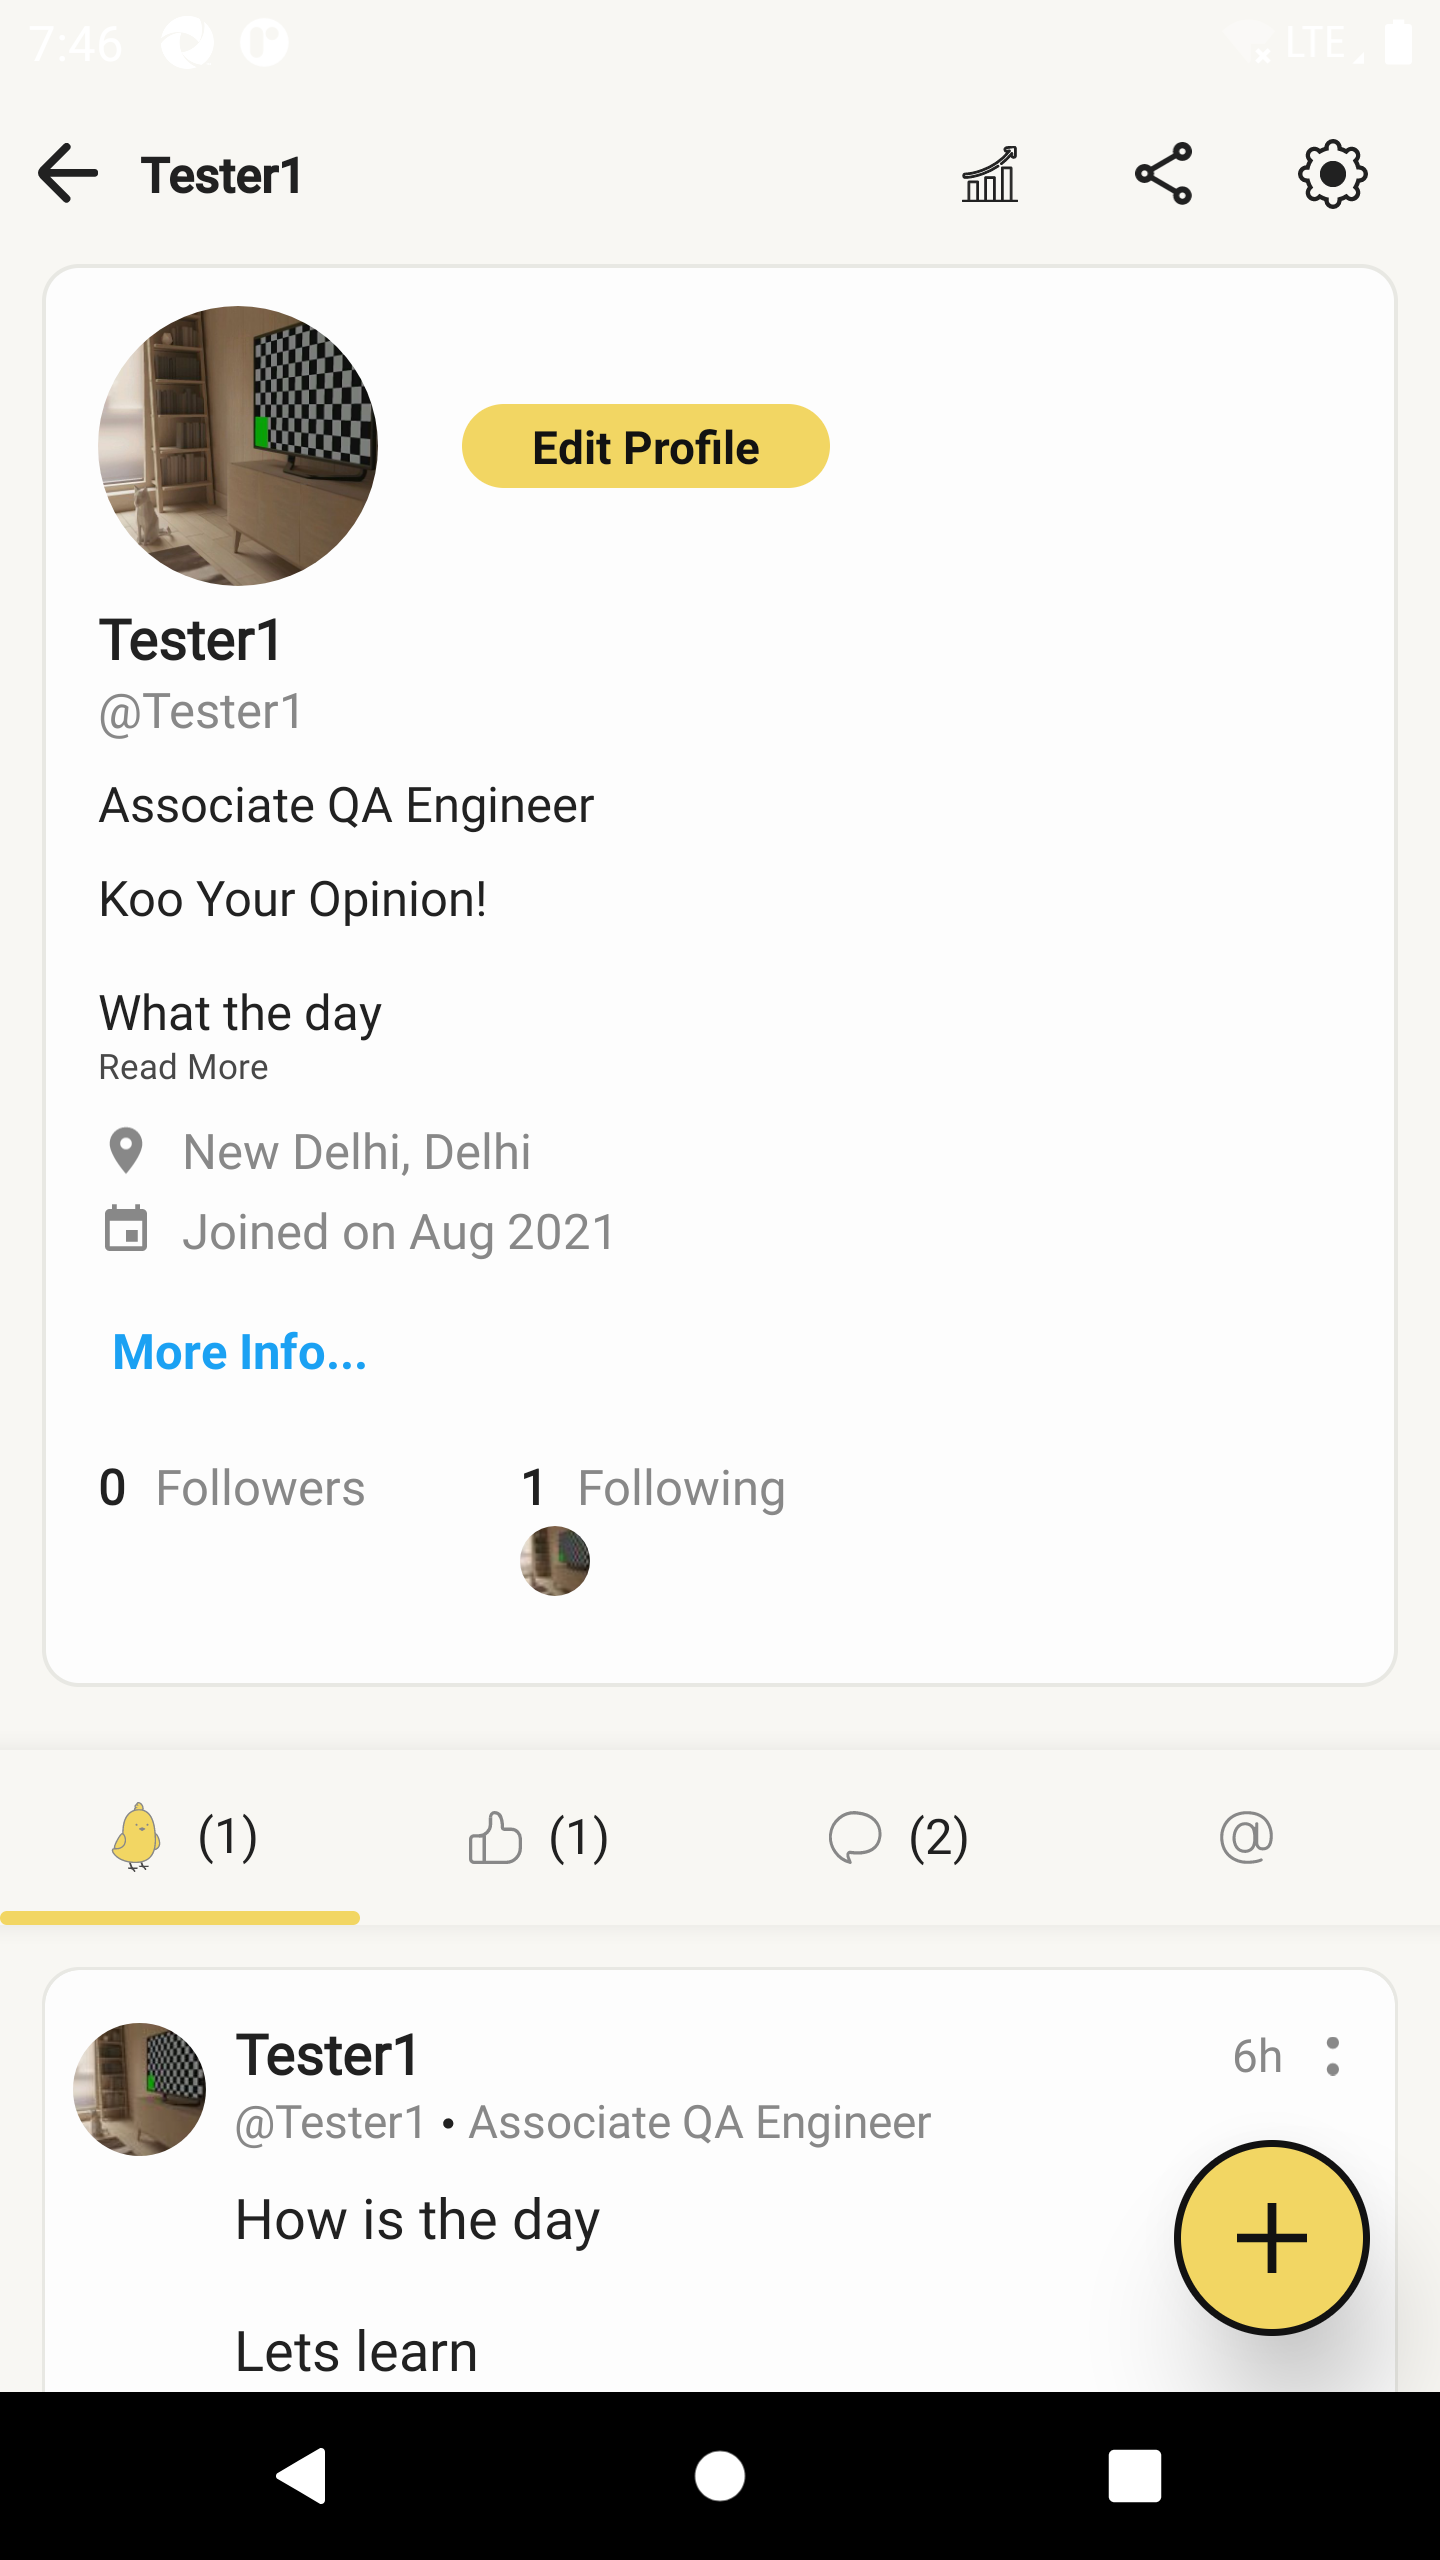 7:46 LTE
Tester1
Edit Profile
Tester1
@Tester1
Associate QA Engineer
Koo Your Opinion!
What the day
Read More
New Delhi, Delhi
Joined on Aug 2021
More Info...
0 Followers 1 Following
(1) (1) (2) @
Tester1 6h
@Tester1 • Associate QA Engineer
How is the day
Lets learn